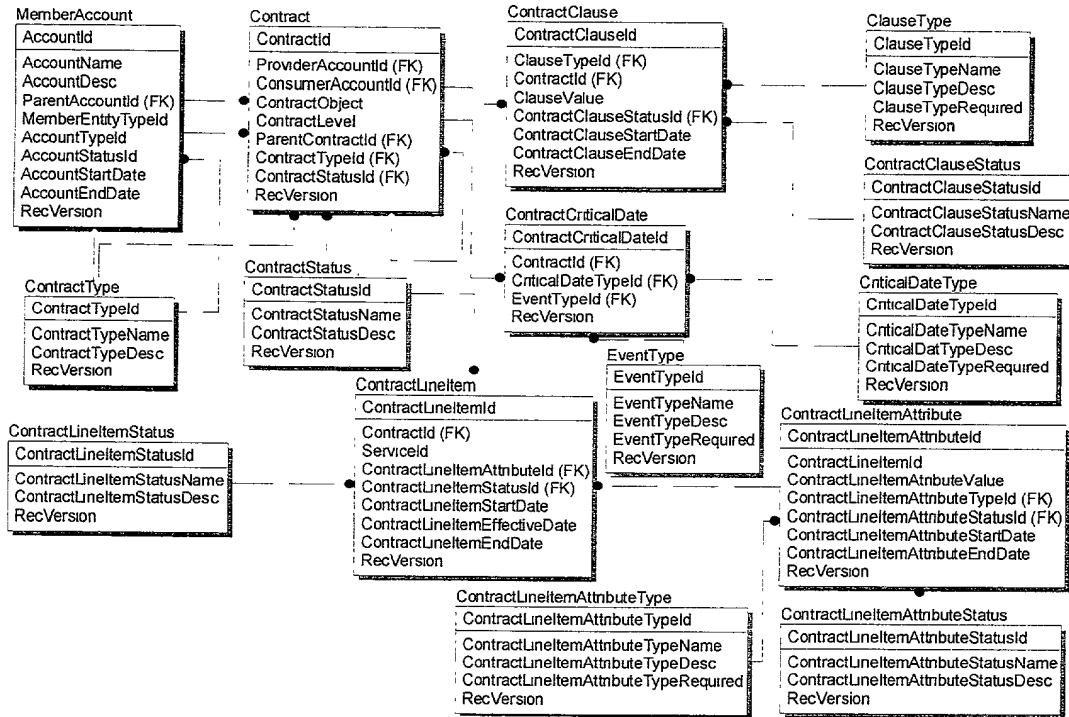 MemberAccount
AccountId
AccountName
AccountDesc
ParentAccountId (FK)
MemberEntityTypeId
AccountTypeId
AccountStatusId
AccountStartDate
AccountEndDate
RecVersion
Contract
ContractId
ProviderAccountId (FK)
ConsumerAccountId (FK)
ContractObject
ContractLevel
ParentContractId (FK)
ContractTypeId (FK)
ContractStatusId (FK)
RecVersion
ContractClause
ContractClauseId
ClauseTypeId (FK)
ContractId (FK)
ClauseValue
ContractClauseStatusId (FK)
ContractClauseStartDate
ContractClauseEndDate
RecVersion
ClauseType
ClauseTypeId
ClauseTypeName
ClauseTypeDesc
ClauseTypeRequired
RecVersion
ContractClauseStatus
ContractClauseStatusId
ContractClauseStatusName
ContractClauseStatusDesc
RecVersion
ContractCriticalDate
ContractCriticalDateId
ContractId (FK)
CriticalDateTypeId (FK)
EventTypeId (FK)
RecVersion
ContractType
ContractTypeId
ContractTypeName
ContractTypeDesc
RecVersion
ContractStatus
ContractStatusId
ContractStatusName
ContractStatusDesc
RecVersion
CriticalDateType
CriticalDateTypeId
CriticalDateTypeName
CriticalDatTypeDesc
CriticalDateTypeRequired
RecVersion
EventType
EventTypeId
EventTypeName
EventTypeDesc
EventTypeRequired
RecVersion
ContractLineItem
ContractLineItemId
ContractId (FK)
ServiceId
ContractLineItemAttributeId (FK)
ContractLineItemStatusId (FK)
ContractLineItemStartDate
ContractLineItemEffectiveDate
ContractLineItemEndDate
RecVersion
ContractLineItemStatus
ContractLineItemStatusId
ContractLineItemStatusName
ContractLineItemStatusDesc
RecVersion
ContractLineItemAttribute
ContractLineItemAttributeId
ContractLineItemId
ContractLineItemAtributeValue
ContractLineItemAttributeTypeId (FK)
ContractLineItemAttributeStatusId (FK)
ContractLineItemAttributeStartDate
ContractLineItemAttributeEndDate
RecVersion
ContractLineItemAttributeType
ContractLineItemAttributeTypeId
ContractLineItemAttributeTypeName
ContractLineItemAttributeTypeDesc
ContractLineItemAttributeTypeRequired
RecVersion
ContractLineItemAttributeStatus
ContractLineItemAttributeStatusId
ContractLineItemAttributeStatusName
ContractLineItemAttributeStatusDesc
RecVersion